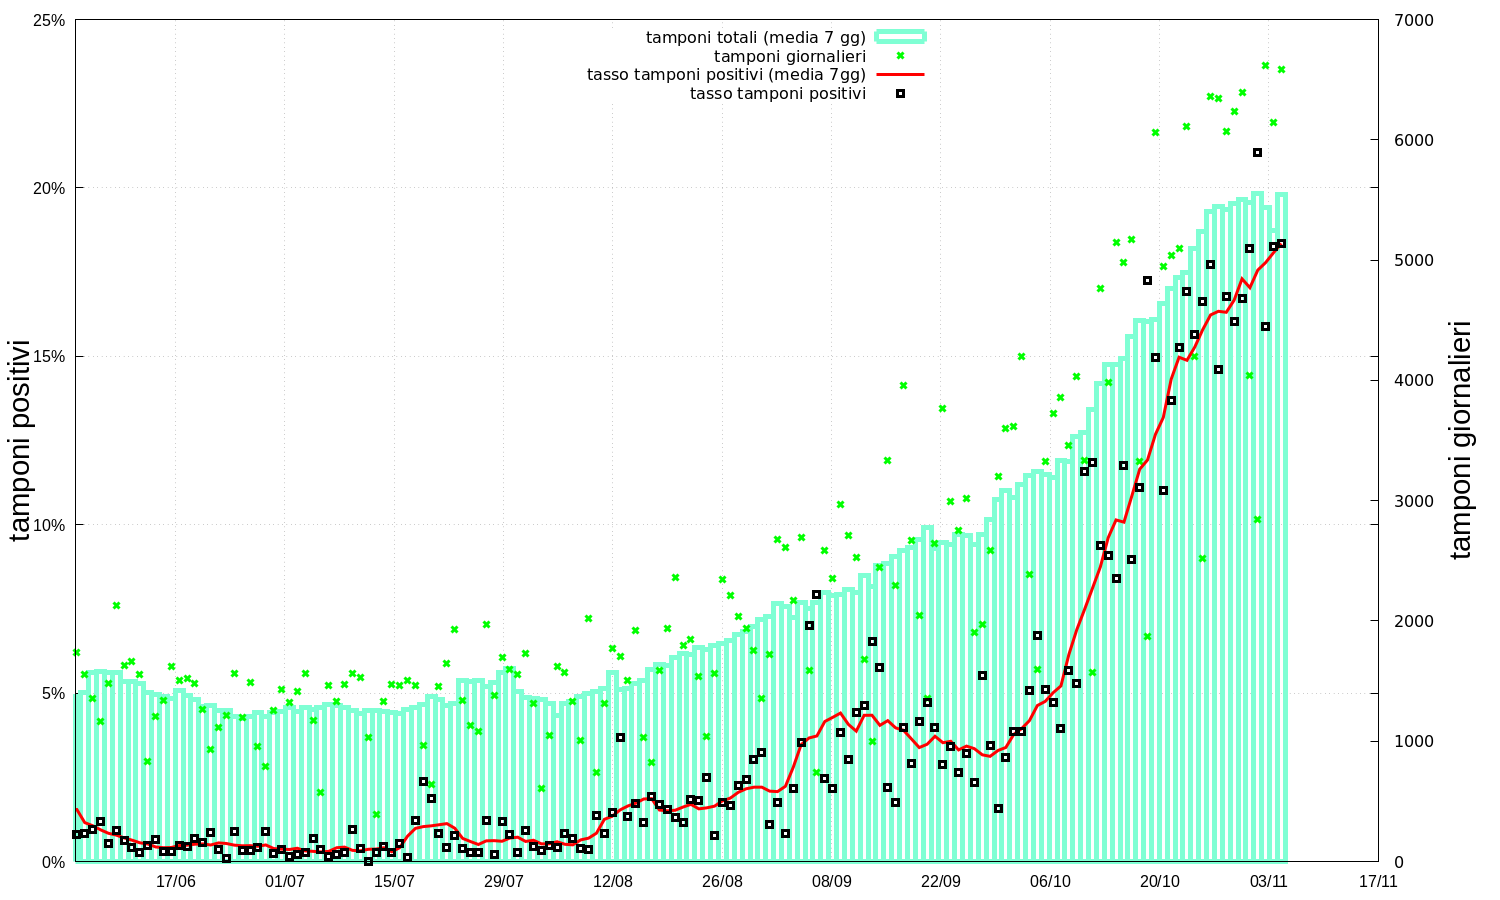 tamponi totali (media 7 gg)
tamponi giornalieri
tasso tamponi positivi (media 7gg)
tasso tamponi positivi
25%
20%
15%
10%
5%
0%
tamponi positivi
7000
6000
5000
4000
3000
2000
1000
0
tamponi giornalieri
17/06 01/07 15/07 29/07 12/08 26/08 08/09 22/09 06/10 20/10 03/11 17/11